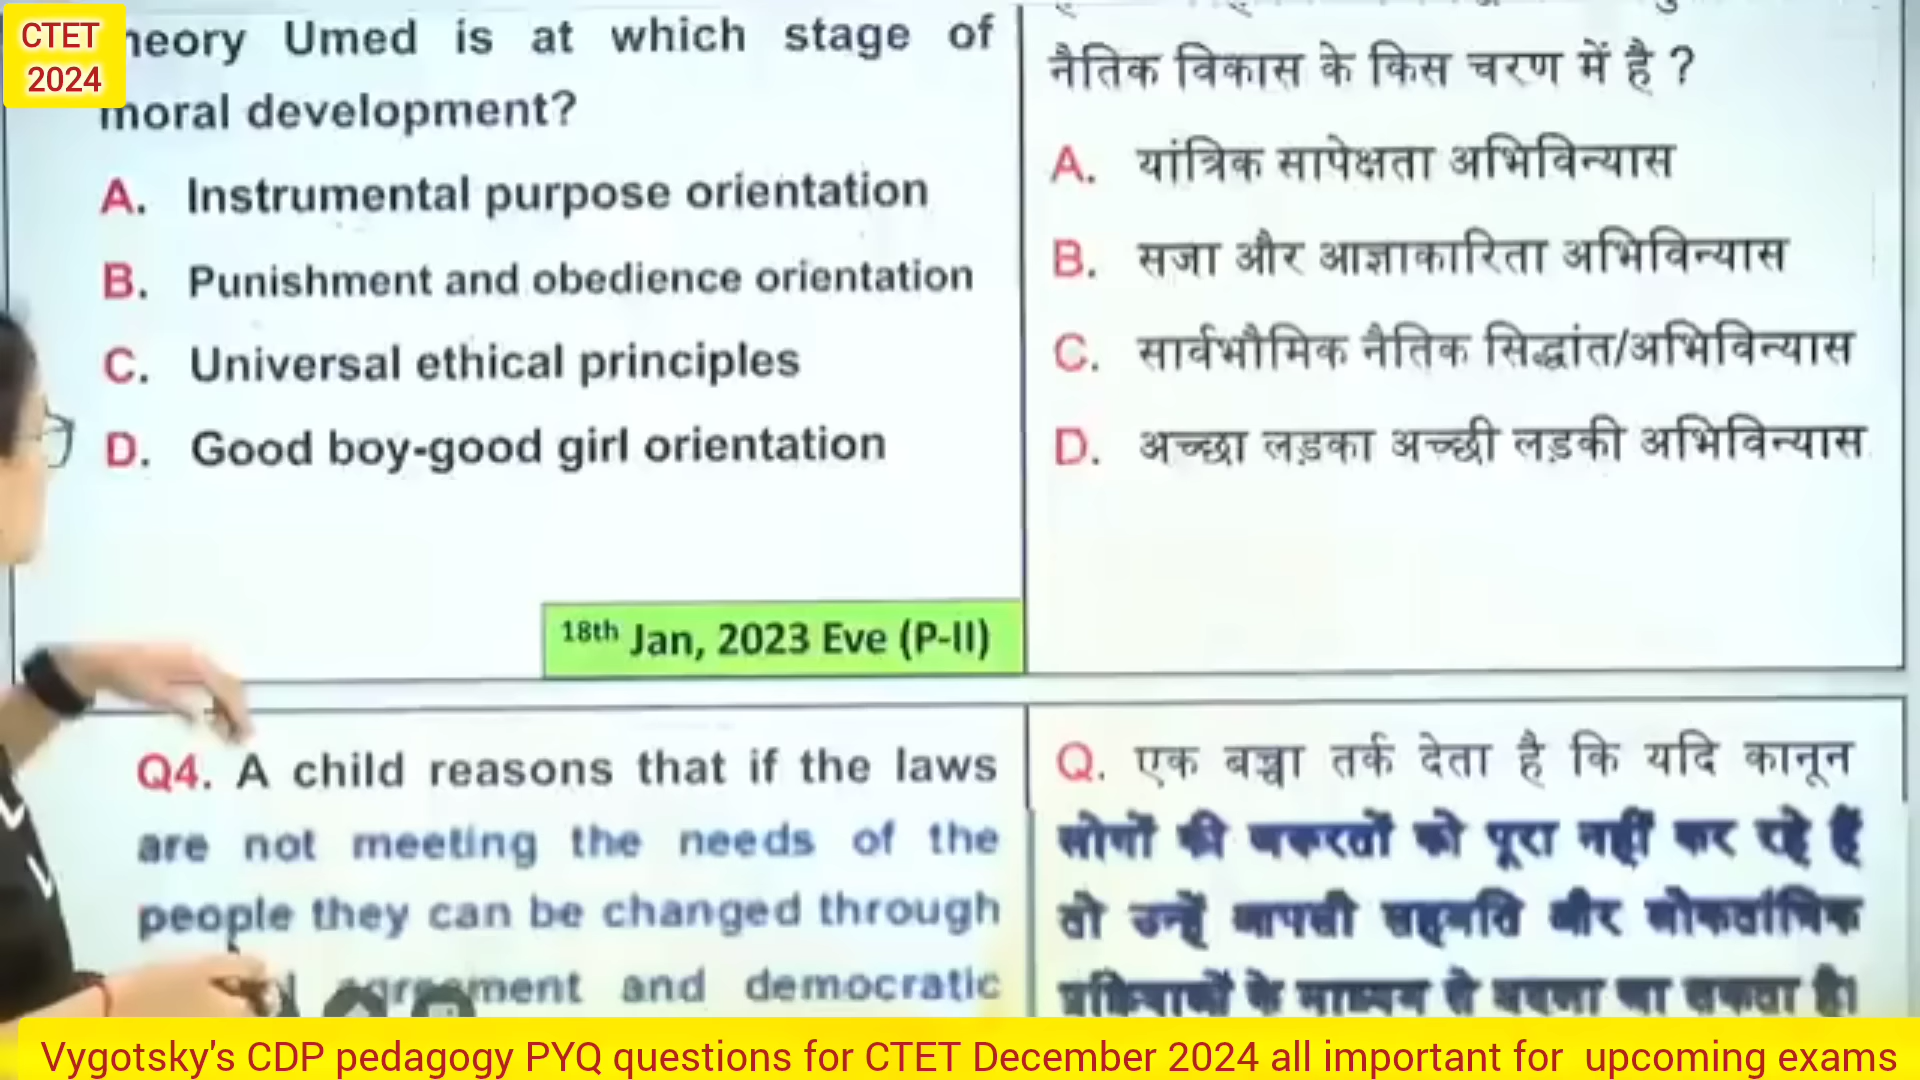 CTET
2024
heory Umed is at which stage of
moral development?
A. Instrumental purpose orientation
B. Punishment and obedience orientation
C. Universal ethical principles
D. Good boy-good girl orientation
18th Jan, 2023 Eve (P-II)
नैतिक विकास के किस चरण में है ?
A. यांत्रिक सापेक्षता अभिविन्यास
B. सजा और आज्ञाकारिता अभिविन्यास
C. सार्वभौमिक नैतिक सिद्धांत/अभिविन्यास
D. अच्छा लड़का अच्छी लड़की अभिविन्यास
Q4. A child reasons that if the laws
are not meeting the needs of the
people they can be changed through
agreement and democratic
Q. एक बच्चा तर्क देता है कि यदि कानून
लोगों की जरूरतों को पूरा नहीं कर रहे हैं
तो उन्हें आपसी सहमति और लोकतांत्रिक
प्रक्रियाओं के माध्यम से बदला जा सकता है।
Vygotsky's CDP pedagogy PYQ questions for CTET December 2024 all important for upcoming exams